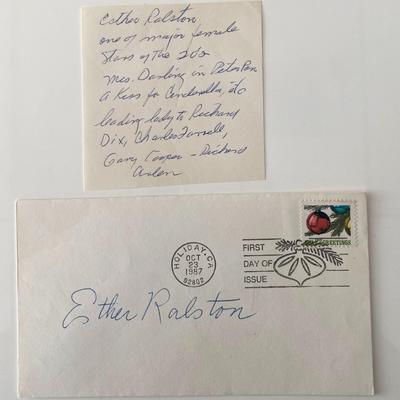 Esther Ralston
one of major female
stars of the 20s
Mrs. Darling in Peter Pan
A Kiss for Cinderella, etc
leading lady to Richard
Dix, Charles Farrell,
Gary Cooper - Richard
Arlen
HOLIDAY, CA
OCT
23
1987
92802
FIRST
DAY OF
ISSUE
GREETINGS
Esther Ralston